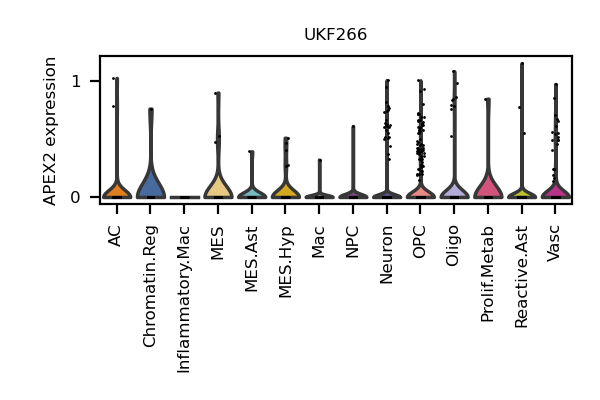 UKF266
APEX2 expression
1
0
AC
Chromatin.Reg
Inflammatory.Mac
MES
MES.Ast
MES.Hyp
Mac
NPC
Neuron
OPC
Oligo
Prolif.Metab
Reactive.Ast
Vasc